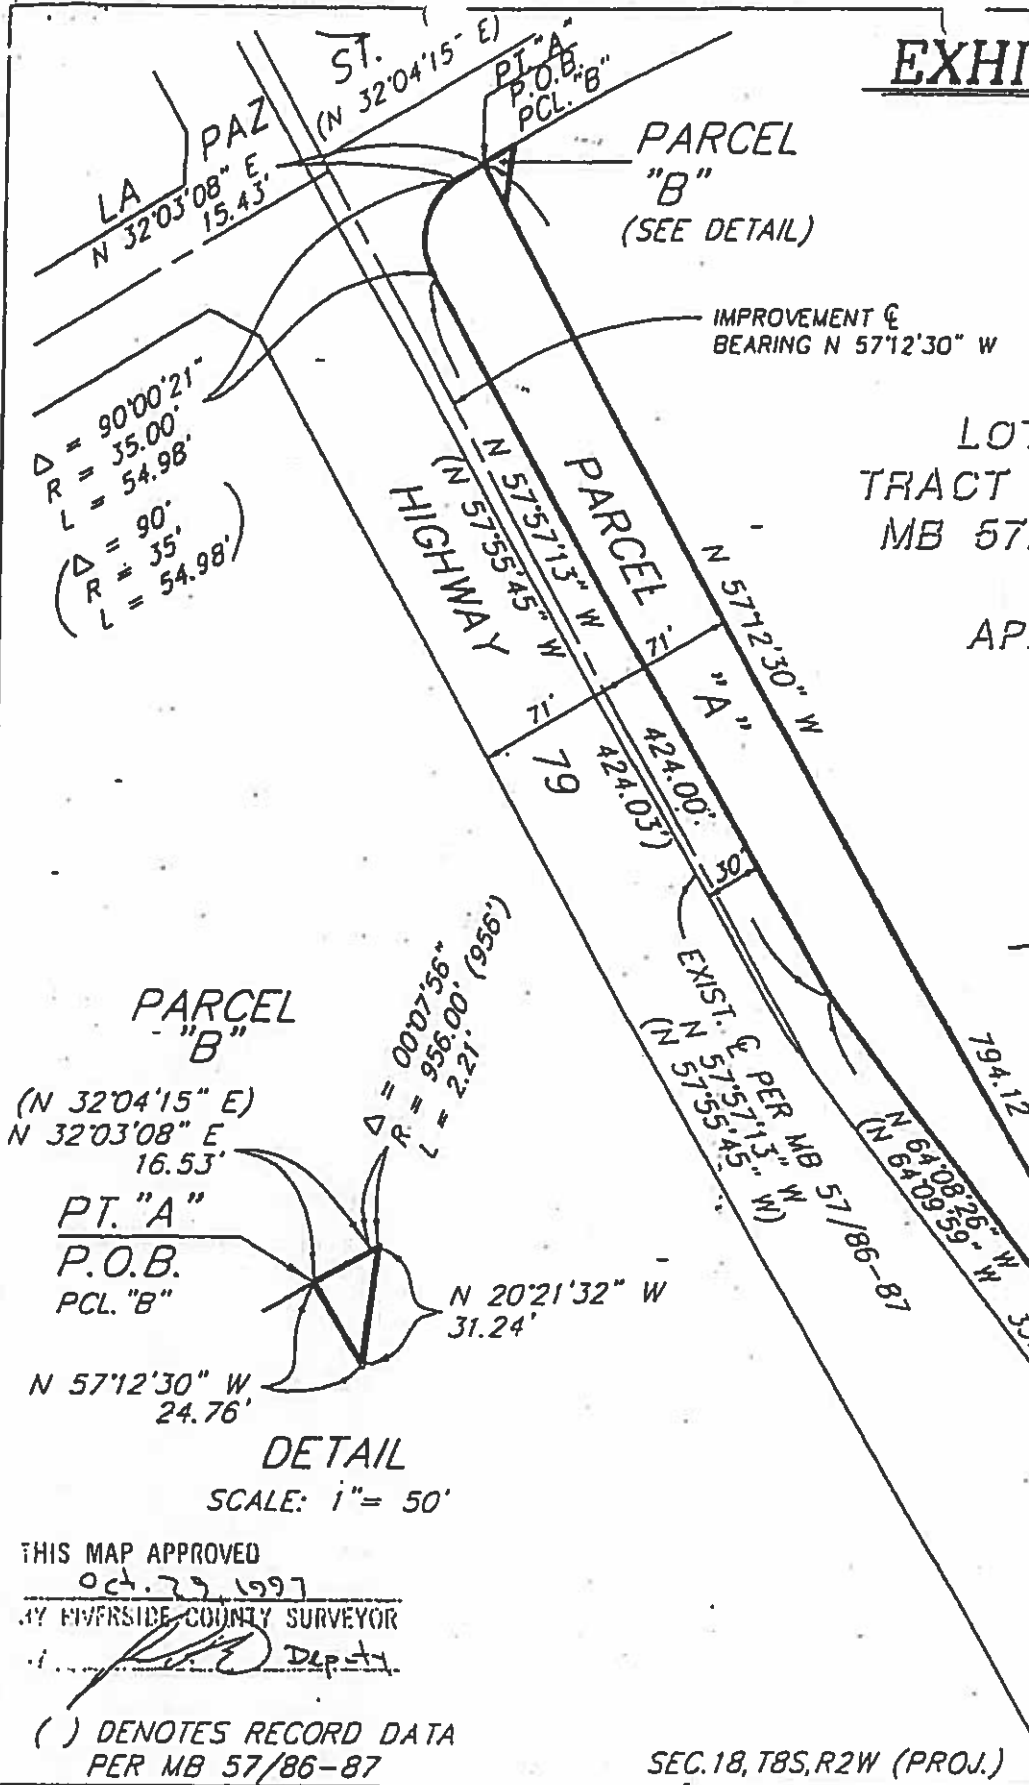 EXHI
ST.
(N 32°04'15" E)
PT. "A"
P.O.B.
PCL. "B"
LA PAZ
N 32°03'08" E
15.43'
PARCEL
"B"
(SEE DETAIL)
IMPROVEMENT ℄
BEARING N 57°12'30" W
Δ = 90°00'21"
R = 35.00'
L = 54.98'
(Δ = 90°
R = 35'
L = 54.98')
LOT
TRACT
MB 57
AP
HIGHWAY
79
N 57°57'13" W
(N 57°55'45" W
PARCEL
"A"
N 57°12'30" W
71'
71'
424.00'
424.03')
30'
EXIST. ℄ PER MB 57/86-87
N 57°57'13" W
(N 57°55'45" W)
794.12
N 64°08'26" W
(N 64°09'59" W
PARCEL
"B"
(N 32°04'15" E)
N 32°03'08" E
16.53'
Δ = 00°07'56"
R = 956.00' (956')
L = 2.21'
PT. "A"
P.O.B.
PCL. "B"
N 20°21'32" W
31.24'
N 57°12'30" W
24.76'
DETAIL
SCALE: 1"= 50'
THIS MAP APPROVED
Oct. 29, 1997
BY RIVERSIDE COUNTY SURVEYOR
Deputy
( ) DENOTES RECORD DATA
PER MB 57/86-87
SEC.18,T8S,R2W (PROJ.)